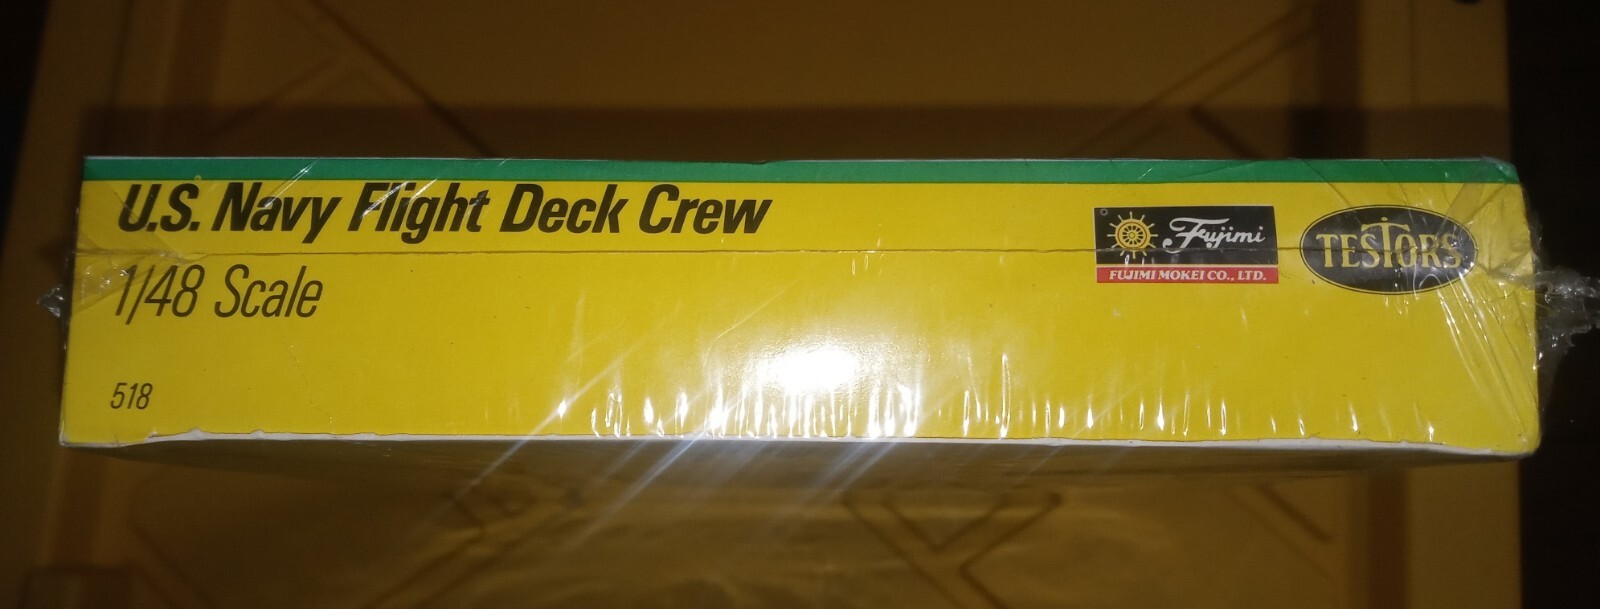 U.S. Navy Flight Deck Crew
1/48 Scale
518
Fujimi
FUJIMI MOKEI CO., LTD.
TESTORS